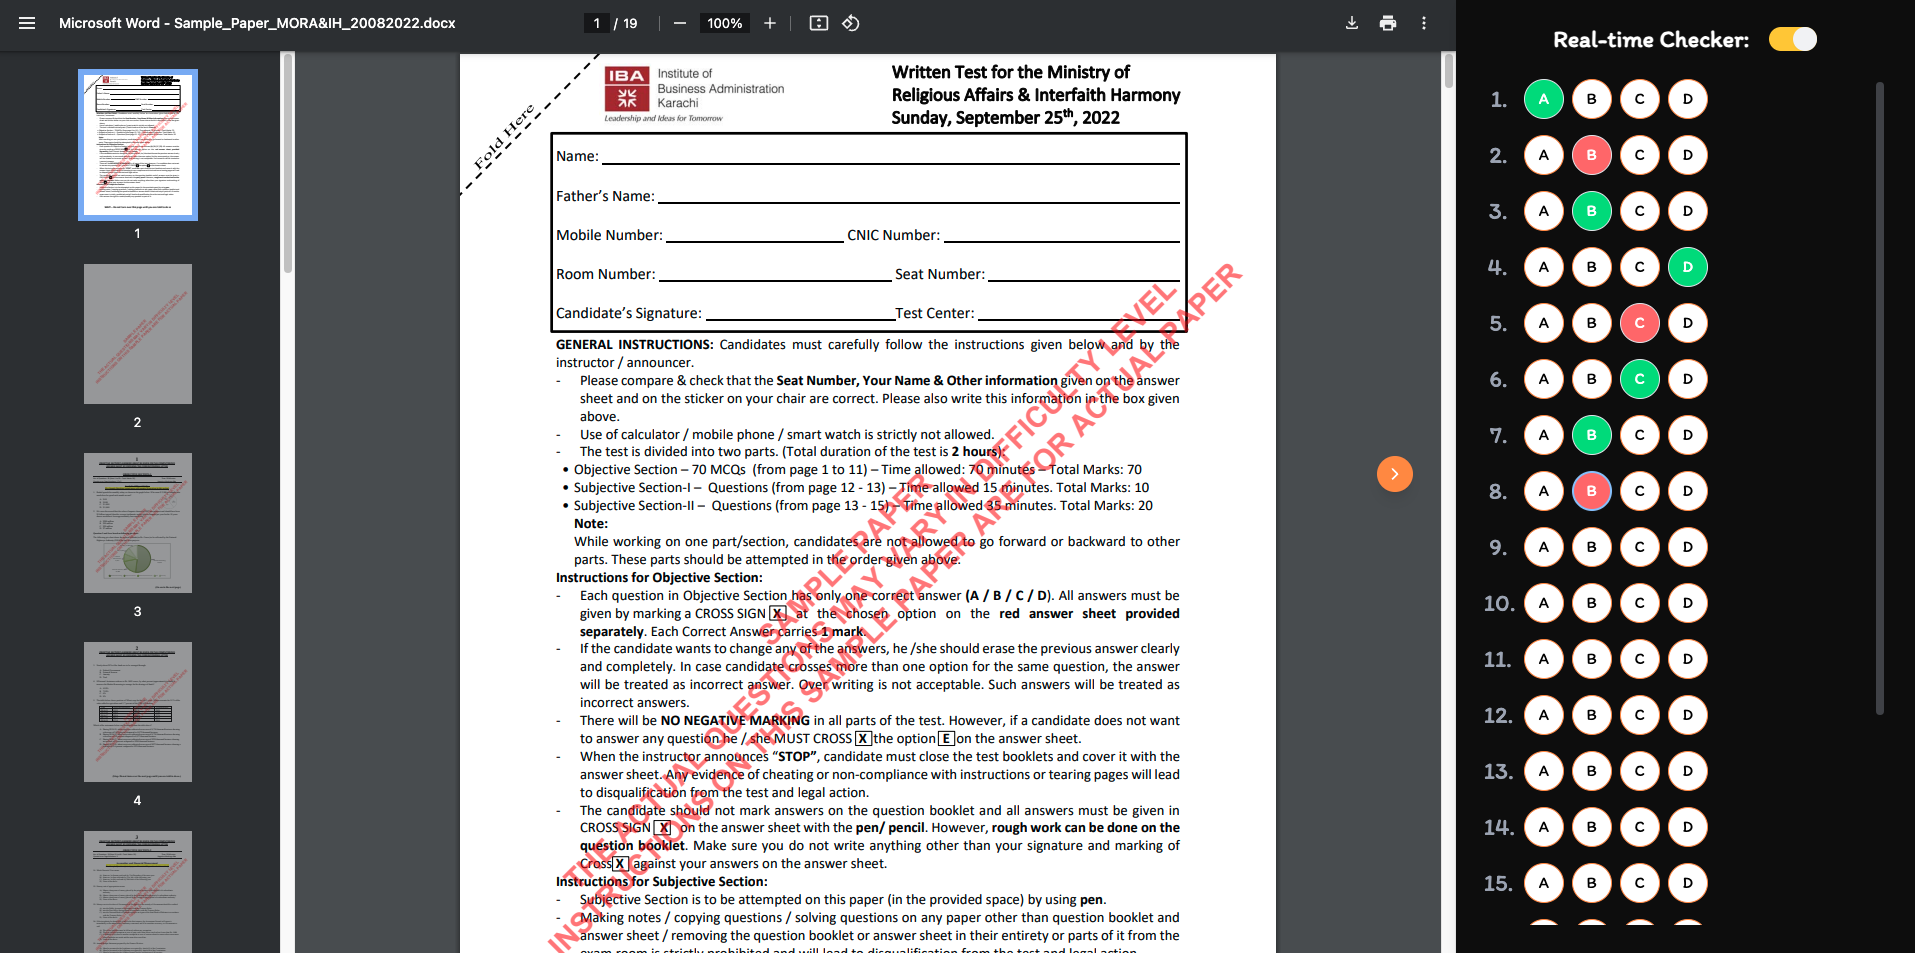 Microsoft Word - Sample_Paper_MORA&IH_20082022.docx
1 / 19
100%
1
2
3
4
Fold Here
IBA
Institute of
Business Administration
Karachi
Leadership and Ideas for Tomorrow
Written Test for the Ministry of
Religious Affairs & Interfaith Harmony
Sunday, September 25th, 2022
Name:
Father's Name:
Mobile Number: CNIC Number:
Room Number: Seat Number:
Candidate's Signature: Test Center:
GENERAL INSTRUCTIONS: Candidates must carefully follow the instructions given below and by the
instructor / announcer.
- Please compare & check that the Seat Number, Your Name & Other information given on the answer
sheet and on the sticker on your chair are correct. Please also write this information in the box given
above.
- Use of calculator / mobile phone / smart watch is strictly not allowed.
- The test is divided into two parts. (Total duration of the test is 2 hours):
• Objective Section – 70 MCQs (from page 1 to 11) – Time allowed: 70 minutes – Total Marks: 70
• Subjective Section-I – Questions (from page 12 - 13) – Time allowed 15 minutes. Total Marks: 10
• Subjective Section-II – Questions (from page 13 - 15) – Time allowed 35 minutes. Total Marks: 20
Note:
While working on one part/section, candidates are not allowed to go forward or backward to other
parts. These parts should be attempted in the order given above.
Instructions for Objective Section:
- Each question in Objective Section has only one correct answer (A / B / C / D). All answers must be
given by marking a CROSS SIGN X at the chosen option on the red answer sheet provided
separately. Each Correct Answer carries 1 mark.
- If the candidate wants to change any of the answers, he /she should erase the previous answer clearly
and completely. In case candidate crosses more than one option for the same question, the answer
will be treated as incorrect answer. Over writing is not acceptable. Such answers will be treated as
incorrect answers.
- There will be NO NEGATIVE MARKING in all parts of the test. However, if a candidate does not want
to answer any question he / she MUST CROSS X the option E on the answer sheet.
- When the instructor announces “STOP”, candidate must close the test booklets and cover it with the
answer sheet. Any evidence of cheating or non-compliance with instructions or tearing pages will lead
to disqualification from the test and legal action.
- The candidate should not mark answers on the question booklet and all answers must be given in
CROSS SIGN X on the answer sheet with the pen/ pencil. However, rough work can be done on the
question booklet. Make sure you do not write anything other than your signature and marking of
Cross X against your answers on the answer sheet.
Instructions for Subjective Section:
- Subjective Section is to be attempted on this paper (in the provided space) by using pen.
- Making notes / copying questions / solving questions on any paper other than question booklet and
answer sheet / removing the question booklet or answer sheet in their entirety or parts of it from the
exam room is strictly prohibited and will lead to disqualification from the test and legal action.
SAMPLE PAPER
THE ACTUAL QUESTIONS MAY VARY IN DIFFICULTY LEVEL
INSTRUCTIONS ON THIS SAMPLE PAPER ARE FOR ACTUAL PAPER
Real-time Checker:
1. A B C D
2. A B C D
3. A B C D
4. A B C D
5. A B C D
6. A B C D
7. A B C D
8. A B C D
9. A B C D
10. A B C D
11. A B C D
12. A B C D
13. A B C D
14. A B C D
15. A B C D